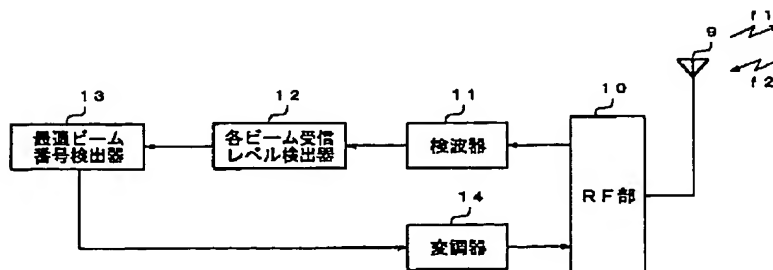 f1
9
f2
13
12
11
10
最適ビーム
番号検出器
各ビーム受信
レベル検出器
検波器
RF部
14
変調器